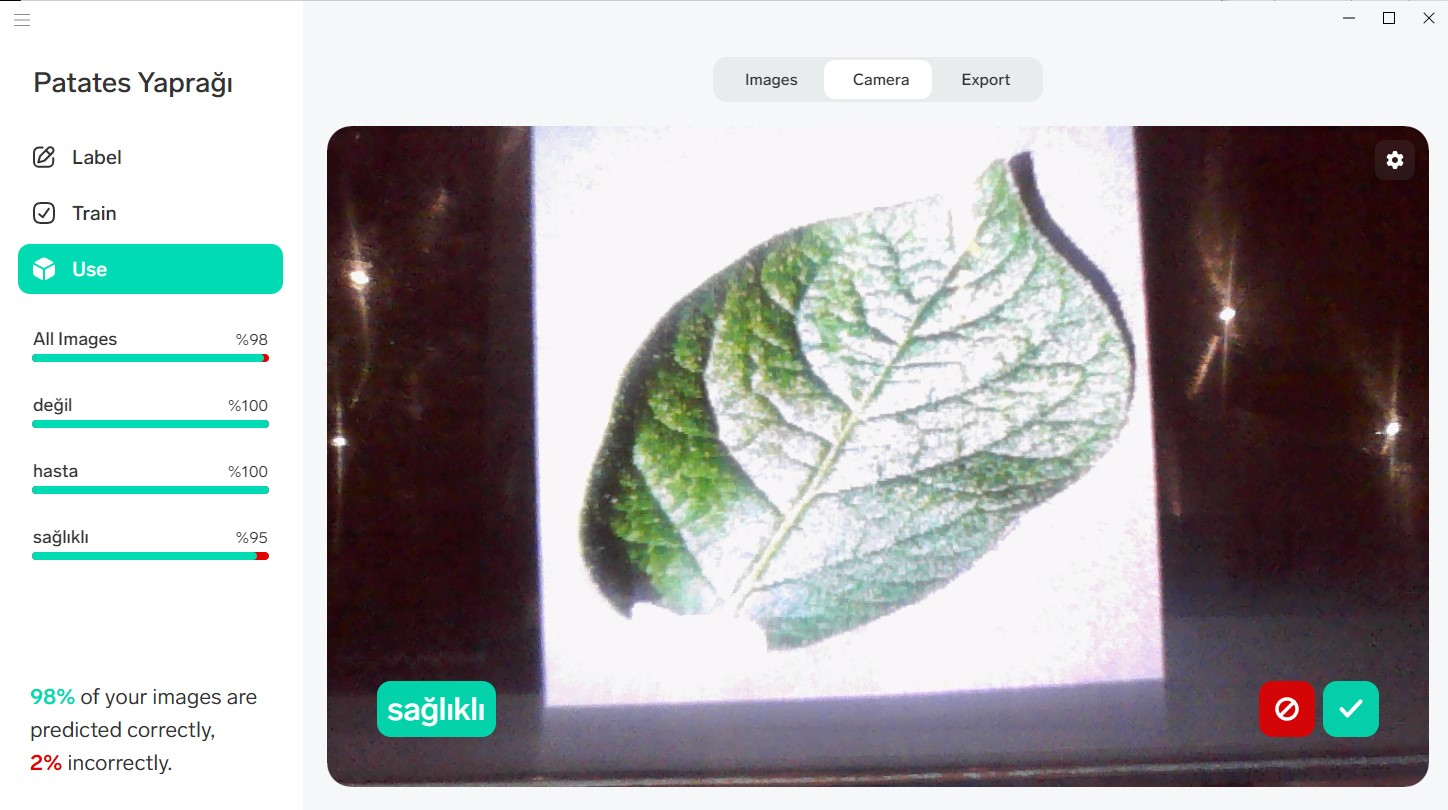 Patates Yaprağı
Label
Train
Use
All Images %98
değil %100
hasta %100
sağlıklı %95
98% of your images are
predicted correctly,
2% incorrectly.
Images Camera Export
sağlıklı